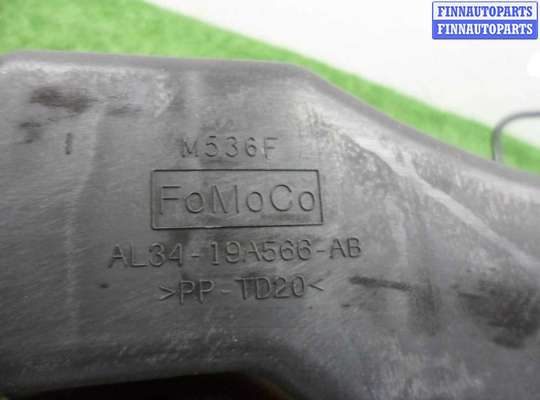 FINNAUTOPARTS
FINNAUTOPARTS
M536F
FoMoCo
AL34-19A566-AB
>PP-TD20<